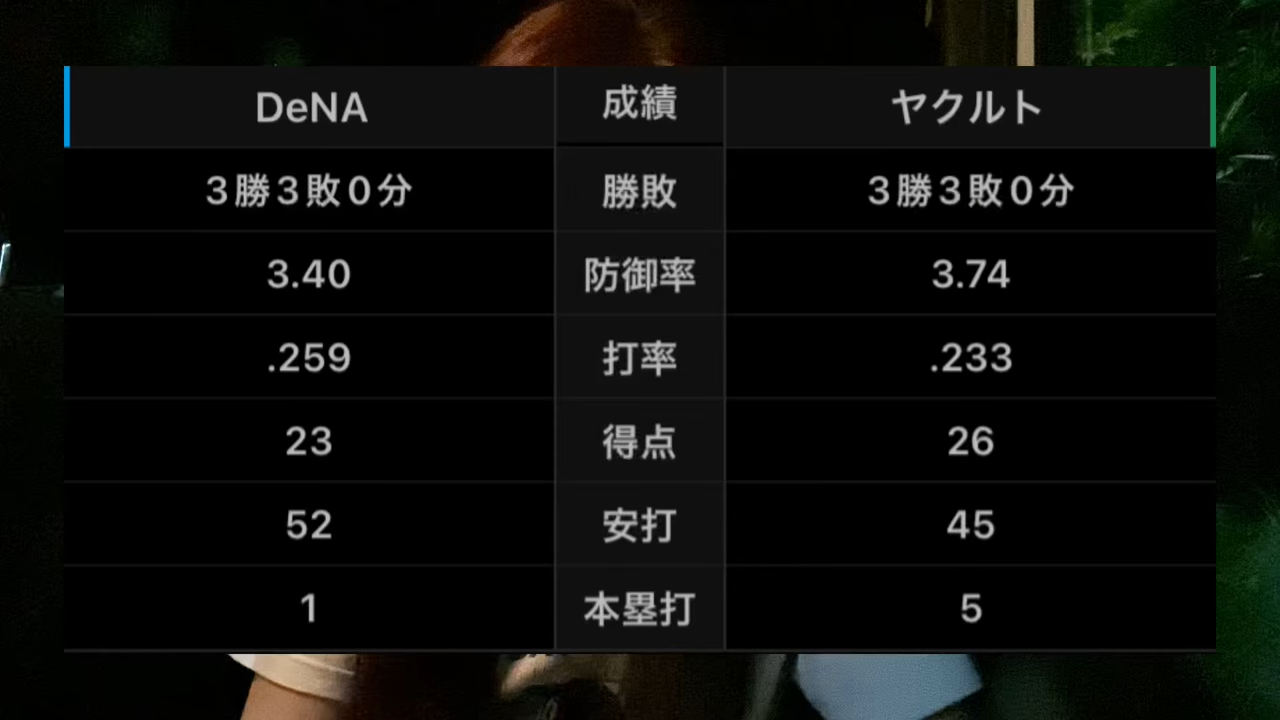 DeNA 成績 ヤクルト
3勝3敗0分 勝敗 3勝3敗0分
3.40 防御率 3.74
.259 打率 .233
23 得点 26
52 安打 45
1 本塁打 5